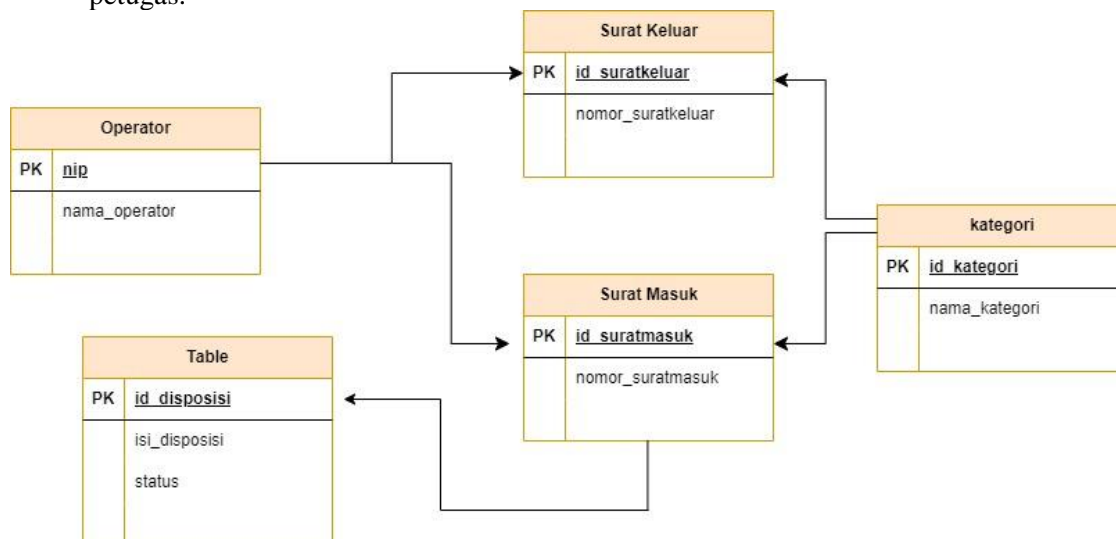 petugas.
Surat Keluar
PK id_suratkeluar
nomor_suratkeluar
Operator
PK nip
nama_operator
kategori
PK id_kategori
nama_kategori
Surat Masuk
PK id_suratmasuk
nomor_suratmasuk
Table
PK id_disposisi
isi_disposisi
status